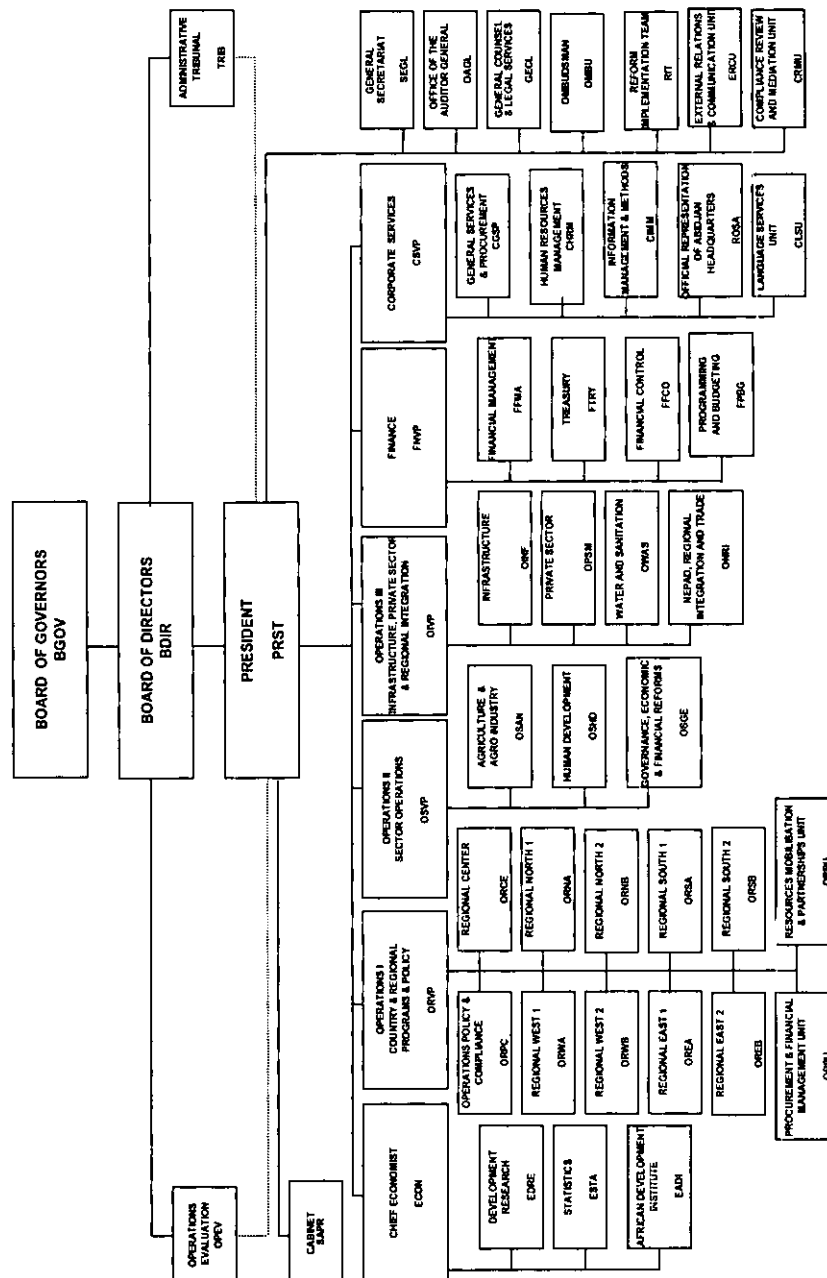 BOARD OF GOVERNORS
BGOV
BOARD OF DIRECTORS
BDIR
ADMINISTRATIVE
TRIBUNAL
TRIB
OPERATIONS
EVALUATION
OPEV
PRESIDENT
PRST
CABINET
SAPR
GENERAL
SECRETARIAT
SEGL
OFFICE OF THE
AUDITOR GENERAL
OAGL
GENERAL COUNSEL
& LEGAL SERVICES
GECL
OMBUDSMAN
OMBU
REFORM
IMPLEMENTATION TEAM
RIT
EXTERNAL RELATIONS
& COMMUNICATION UNIT
ERCU
COMPLIANCE REVIEW
AND MEDIATION UNIT
CRMU
CHIEF ECONOMIST
ECON
DEVELOPMENT
RESEARCH
EDRE
STATISTICS
ESTA
AFRICAN DEVELOPMENT
INSTITUTE
EADI
OPERATIONS I
COUNTRY & REGIONAL
PROGRAMS & POLICY
ORVP
OPERATIONS POLICY &
COMPLIANCE
ORPC
REGIONAL WEST 1
ORWA
REGIONAL WEST 2
ORWB
REGIONAL EAST 1
OREA
REGIONAL EAST 2
OREB
PROCUREMENT & FINANCIAL
MANAGEMENT UNIT
REGIONAL CENTER
ORCE
REGIONAL NORTH 1
ORNA
REGIONAL NORTH 2
ORNB
REGIONAL SOUTH 1
ORSA
REGIONAL SOUTH 2
ORSB
RESOURCES MOBILISATION
& PARTNERSHIPS UNIT
OPERATIONS II
SECTOR OPERATIONS
OSVP
AGRICULTURE &
AGRO INDUSTRY
OSAN
HUMAN DEVELOPMENT
OSHD
GOVERNANCE, ECONOMIC
& FINANCIAL REFORMS
OSGE
OPERATIONS III
INFRASTRUCTURE, PRIVATE SECTOR
& REGIONAL INTEGRATION
OIVP
INFRASTRUCTURE
OINF
PRIVATE SECTOR
OPSM
WATER AND SANITATION
OWAS
NEPAD, REGIONAL
INTEGRATION AND TRADE
ONRI
FINANCE
FNVP
FINANCIAL MANAGEMENT
FFMA
TREASURY
FTRY
FINANCIAL CONTROL
FFCO
PROGRAMMING
AND BUDGETING
FPBG
CORPORATE SERVICES
CSVP
GENERAL SERVICES
& PROCUREMENT
CGSP
HUMAN RESOURCES
MANAGEMENT
CHRM
INFORMATION
MANAGEMENT & METHODS
CIMM
OFFICIAL REPRESENTATION
OF ABIDJAN
HEADQUARTERS
ROSA
LANGUAGE SERVICES
UNIT
CLSU